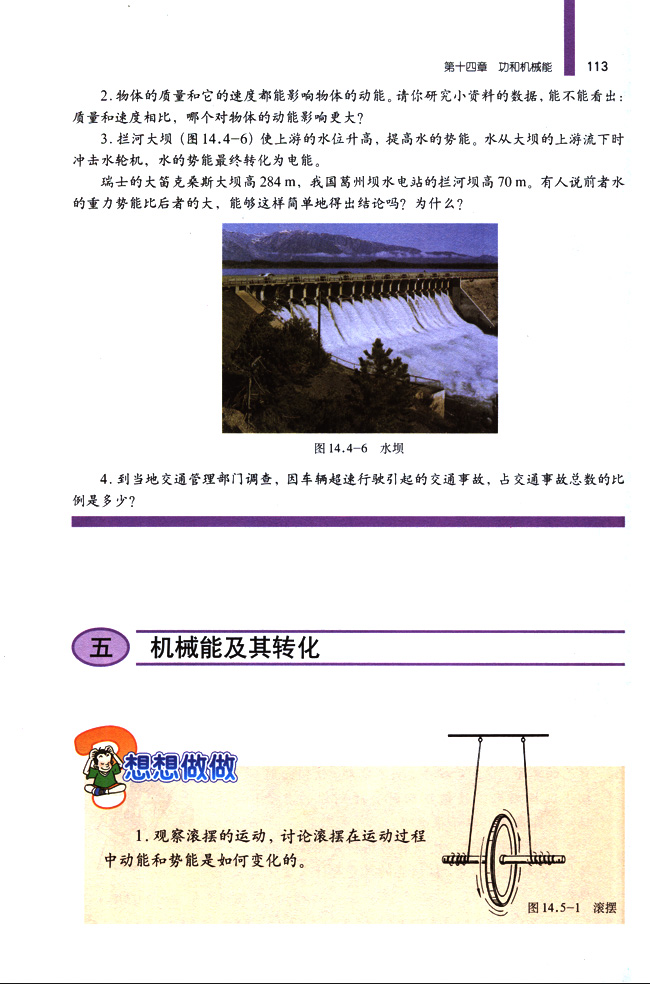 第十四章 功和机械能 113
2.物体的质量和它的速度都能影响物体的动能。请你研究小资料的数据,能不能看出:
质量和速度相比,哪个对物体的动能影响更大?
3.拦河大坝(图14.4-6)使上游的水位升高,提高水的势能。水从大坝的上游流下时
冲击水轮机,水的势能最终转化为电能。
瑞士的大笛克桑斯大坝高284 m,我国葛州坝水电站的拦河坝高70 m。有人说前者水
的重力势能比后者的大,能够这样简单地得出结论吗?为什么?
图14.4-6 水坝
4.到当地交通管理部门调查,因车辆超速行驶引起的交通事故,占交通事故总数的比
例是多少?
五 机械能及其转化
想想做做
1.观察滚摆的运动,讨论滚摆在运动过程
中动能和势能是如何变化的。
图14.5-1 滚摆